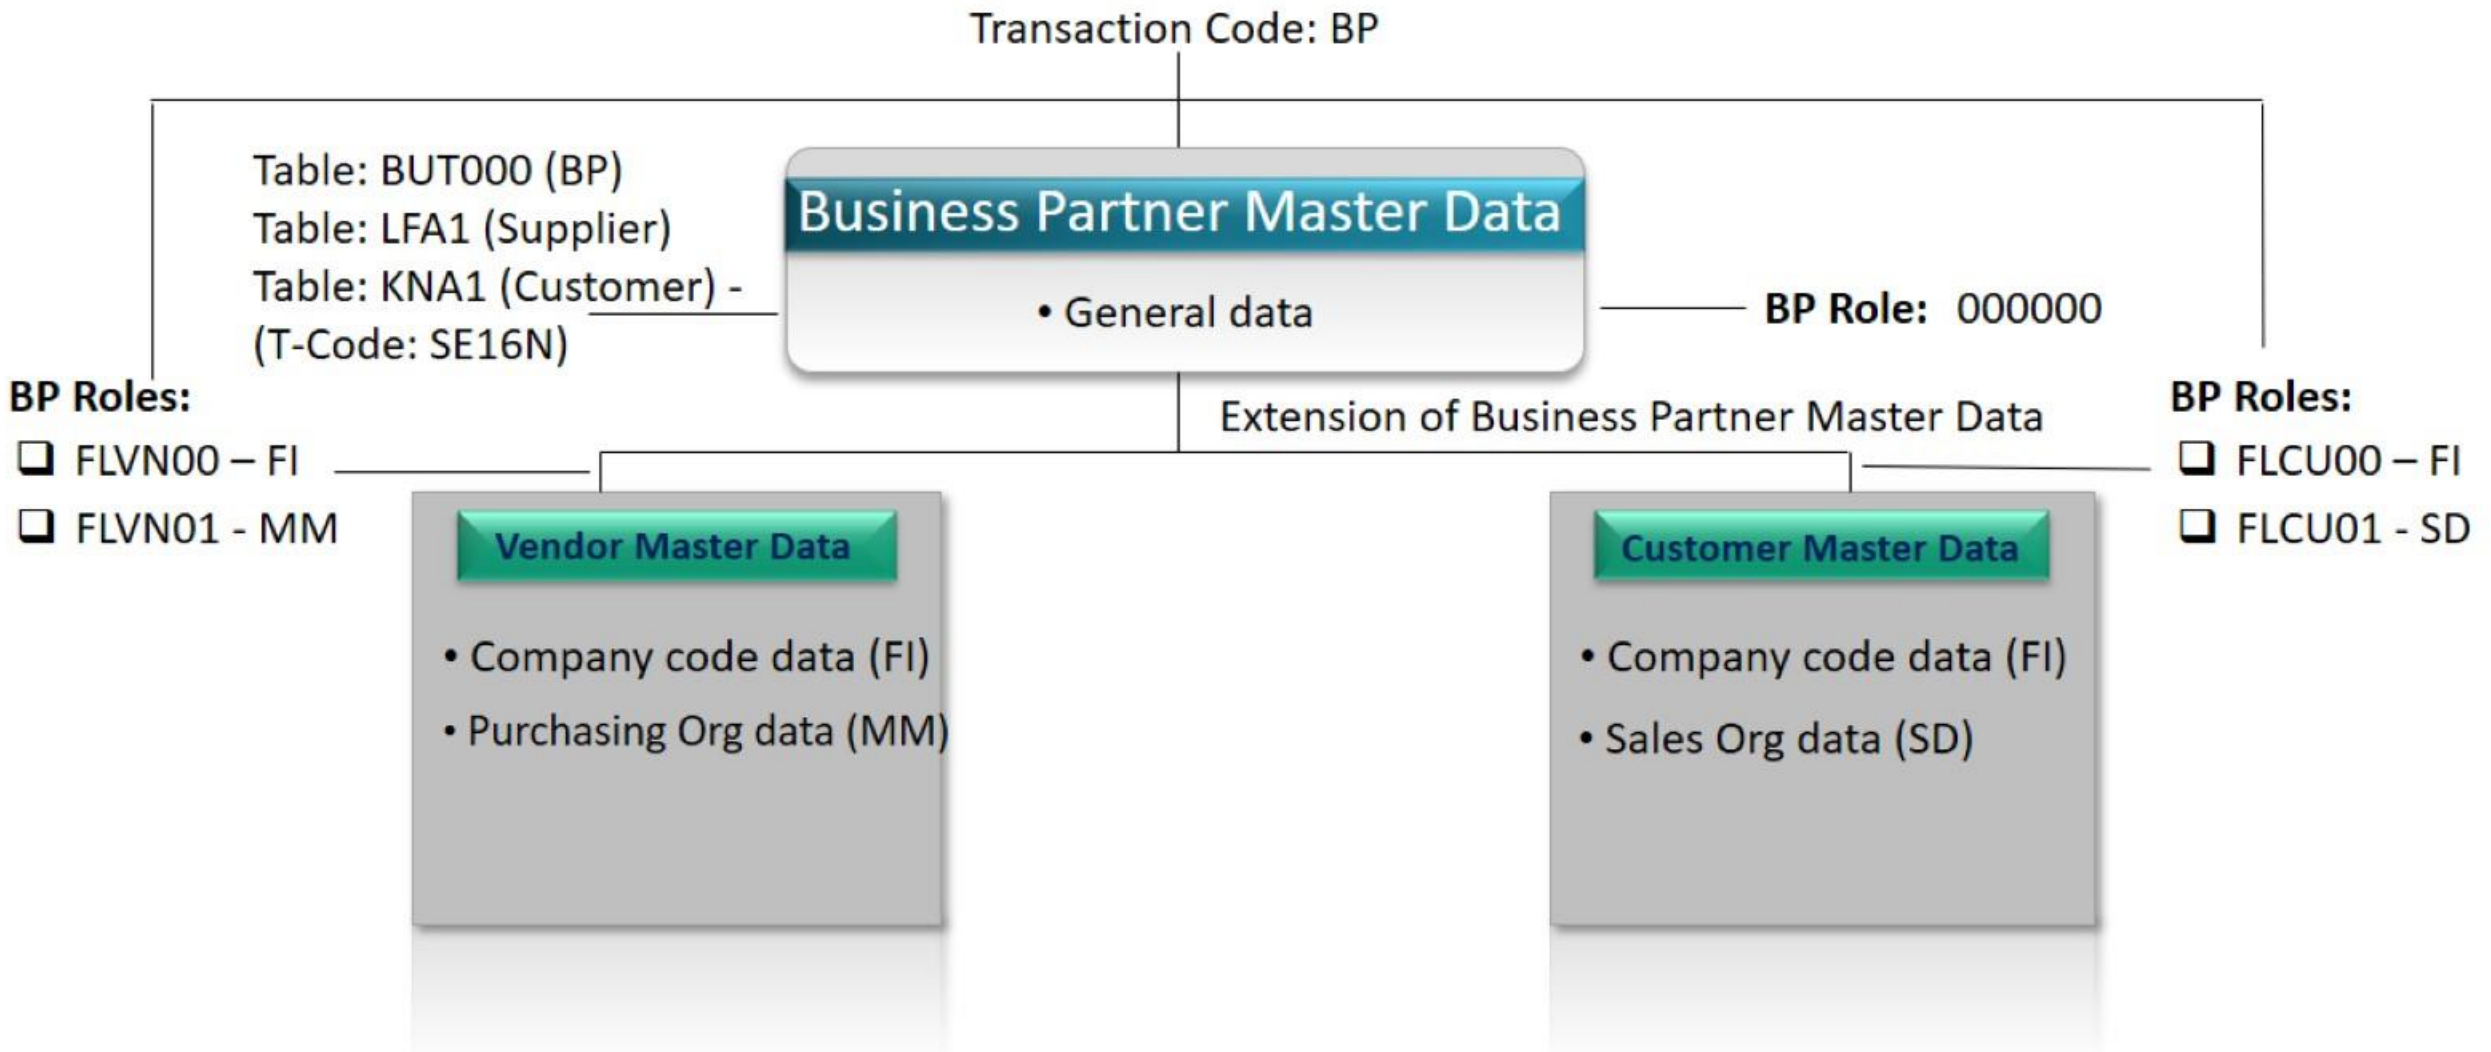 Transaction Code: BP
Table: BUT000 (BP)
Table: LFA1 (Supplier)
Table: KNA1 (Customer) -
(T-Code: SE16N)
Business Partner Master Data
• General data
BP Role: 000000
Extension of Business Partner Master Data
BP Roles:
❑ FLVN00 – FI
❑ FLVN01 - MM
Vendor Master Data
• Company code data (FI)
• Purchasing Org data (MM)
BP Roles:
❑ FLCU00 – FI
❑ FLCU01 - SD
Customer Master Data
• Company code data (FI)
• Sales Org data (SD)